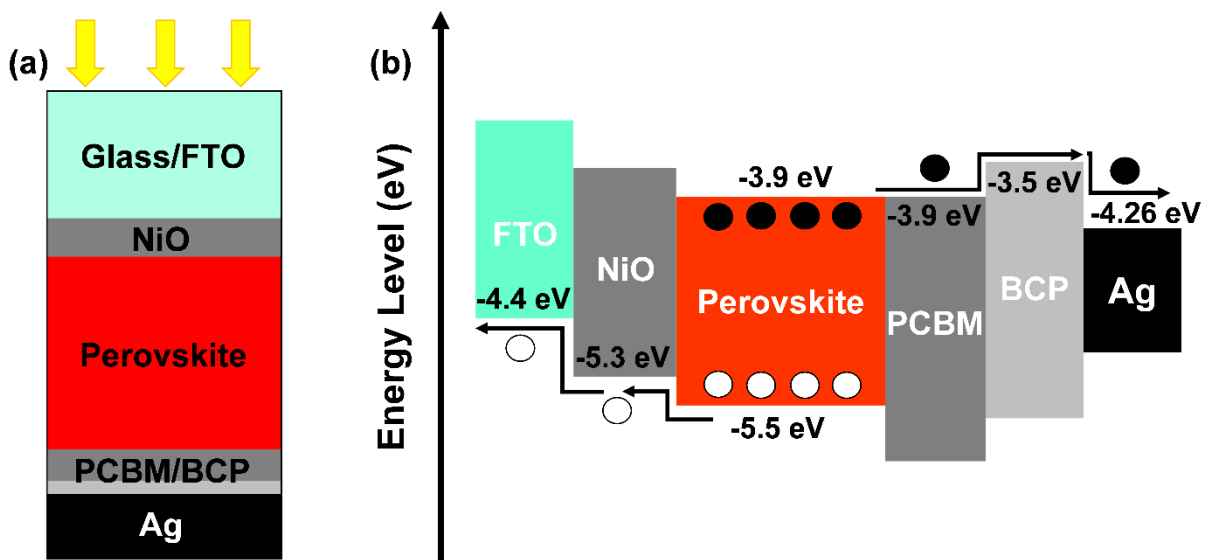 (a)
Glass/FTO
NiO
Perovskite
PCBM/BCP
Ag
(b)
Energy Level (eV)
FTO
-4.4 eV
NiO
-5.3 eV
-3.9 eV
Perovskite
-5.5 eV
-3.9 eV
PCBM
-3.5 eV
BCP
-4.26 eV
Ag